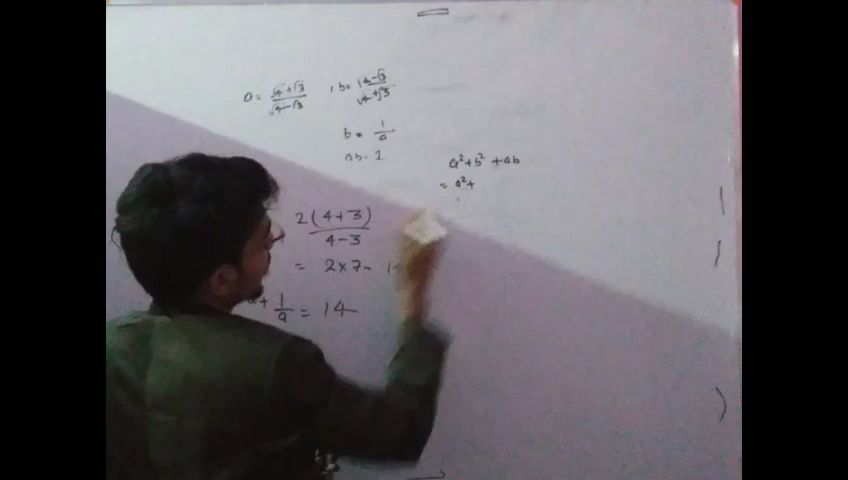 a = √4+√3 / √4-√3 , b = √4-√3 / √4+√3
b = 1/a
ab = 1
a² + b² + ab
= a² +
2(4+3) / 4-3
= 2×7 =
+ 1/a = 14